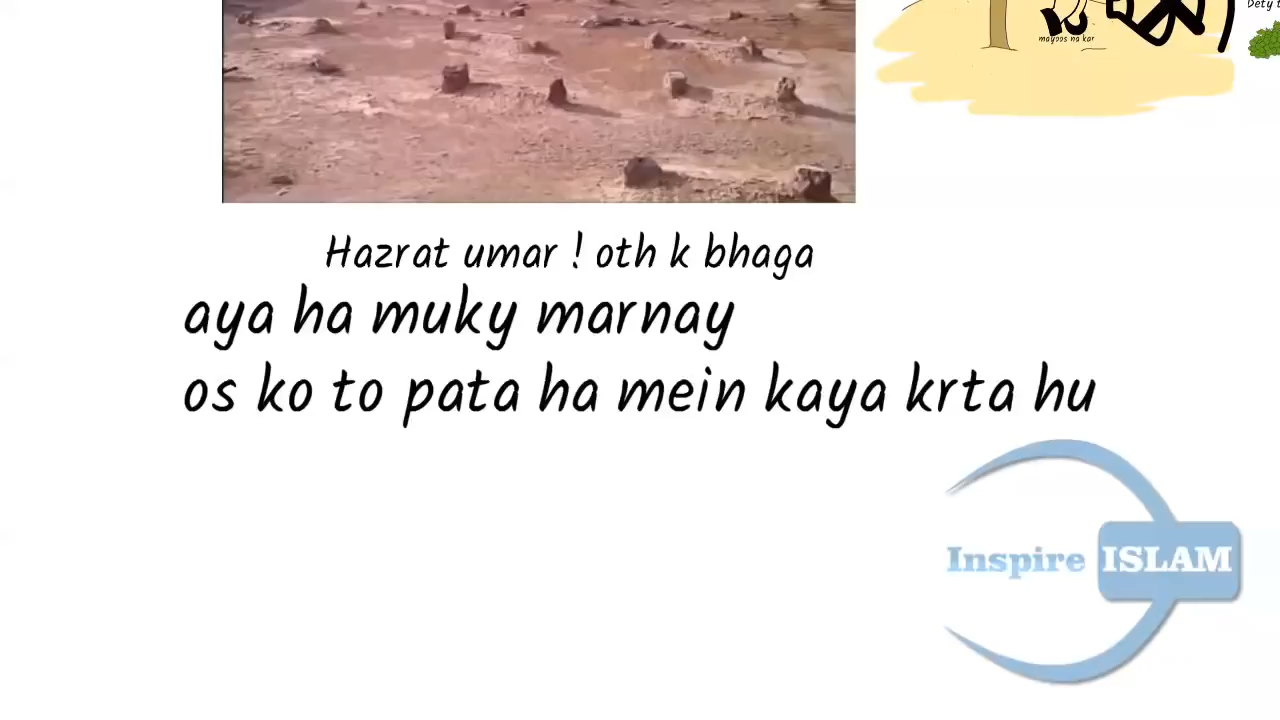 Dety t
mayoos na kar
Hazrat umar ! oth k bhaga
aya ha muky marnay
os ko to pata ha mein kaya krta hu
Inspire ISLAM